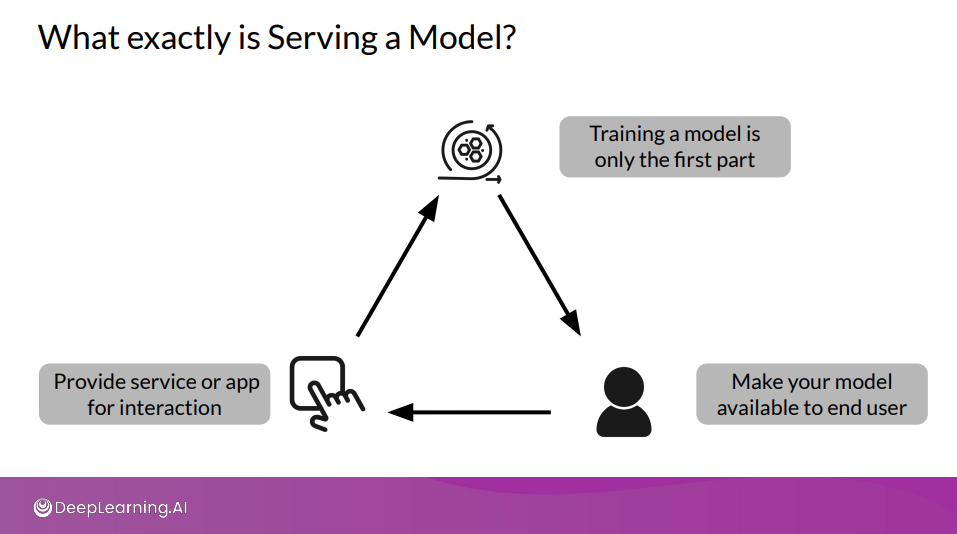 What exactly is Serving a Model?
Training a model is
only the first part
Provide service or app
for interaction
Make your model
available to end user
DeepLearning.AI